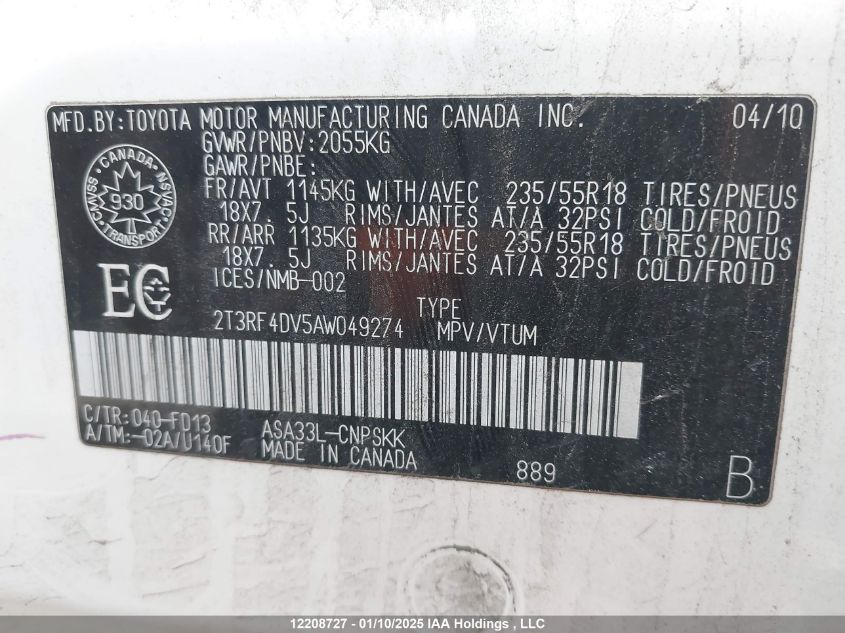 MFD.BY:TOYOTA MOTOR MANUFACTURING CANADA INC. 04/10
GVWR/PNBV:2055KG
GAWR/PNBE:
FR/AVT 1145KG WITH/AVEC 235/55R18 TIRES/PNEUS
18X7.5J RIMS/JANTES AT/A 32PSI COLD/FROID
RR/ARR 1135KG WITH/AVEC 235/55R18 TIRES/PNEUS
18X7.5J RIMS/JANTES AT/A 32PSI COLD/FROID
ICES/NMB-002
CANADA
CMVSS
NSVAC
930
TRANSPORT
EC
TYPE
2T3RF4DV5AW049274 MPV/VTUM
C/TR:040-FD13 ASA33L-CNPSKK
A/TM:-02A/U140F MADE IN CANADA
889
B
12208727 - 01/10/2025 IAA Holdings , LLC